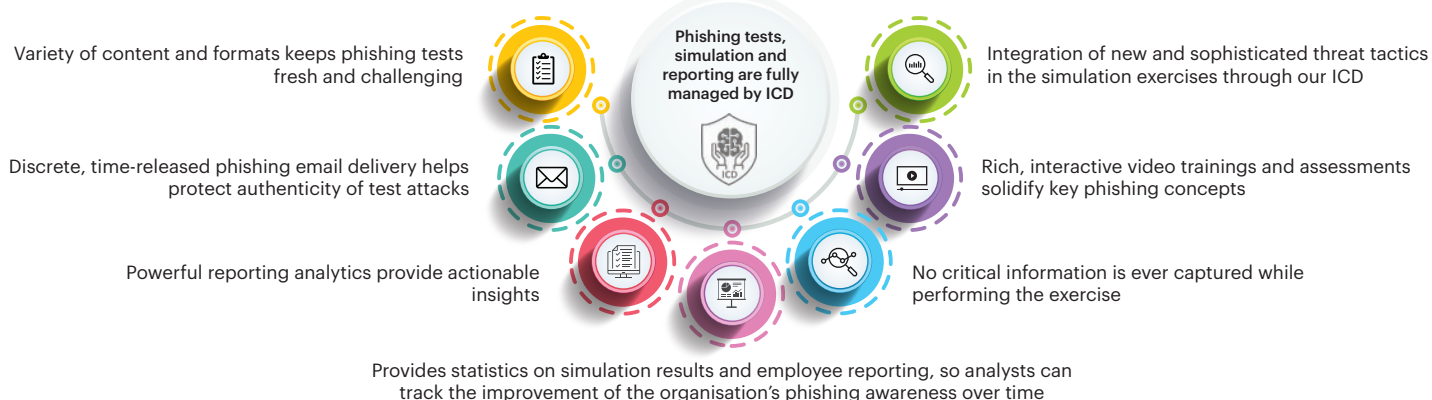 Phishing tests,
simulation and
reporting are fully
managed by ICD
ICD
Variety of content and formats keeps phishing tests
fresh and challenging
Integration of new and sophisticated threat tactics
in the simulation exercises through our ICD
Discrete, time-released phishing email delivery helps
protect authenticity of test attacks
Rich, interactive video trainings and assessments
solidify key phishing concepts
Powerful reporting analytics provide actionable
insights
No critical information is ever captured while
performing the exercise
Provides statistics on simulation results and employee reporting, so analysts can
track the improvement of the organisation’s phishing awareness over time